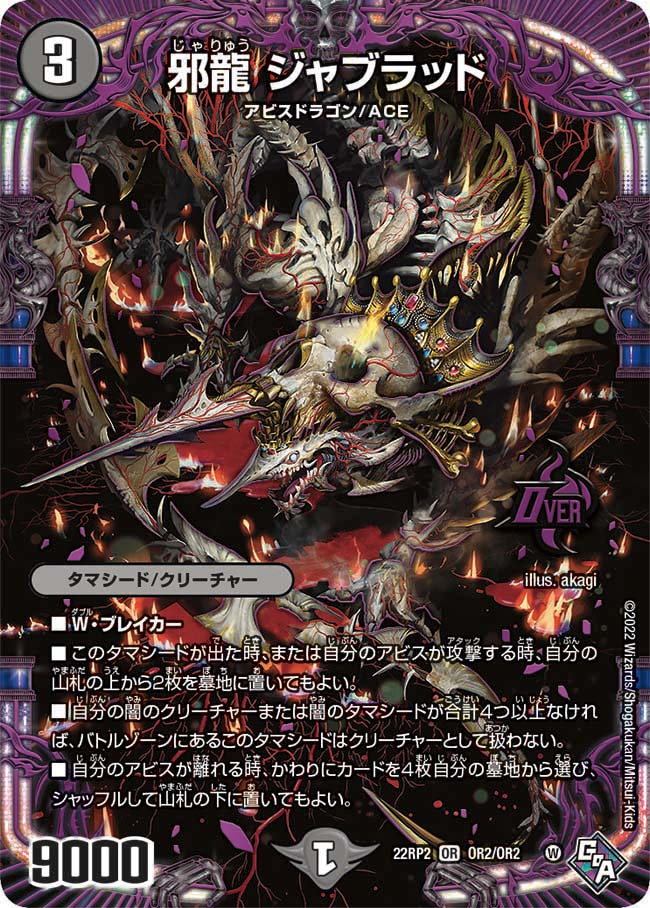 3
じゃりゅう
邪龍 ジャブラッド
アビスドラゴン/ACE
OVER
タマシード/クリーチャー
illus. akagi
■W・ブレイカー
■このタマシードが出た時、または自分のアビスが攻撃する時、自分の
山札の上から2枚を墓地に置いてもよい。
■自分の闇のクリーチャーまたは闇のタマシードが合計4つ以上なけれ
ば、バトルゾーンにあるこのタマシードはクリーチャーとして扱わない。
■自分のアビスが離れる時、かわりにカードを4枚自分の墓地から選び、
シャッフルして山札の下に置いてもよい。
©2022 Wizards/Shogakukan/Mitsui-Kids
9000
1
22RP2 OR OR2/OR2 W
GOA